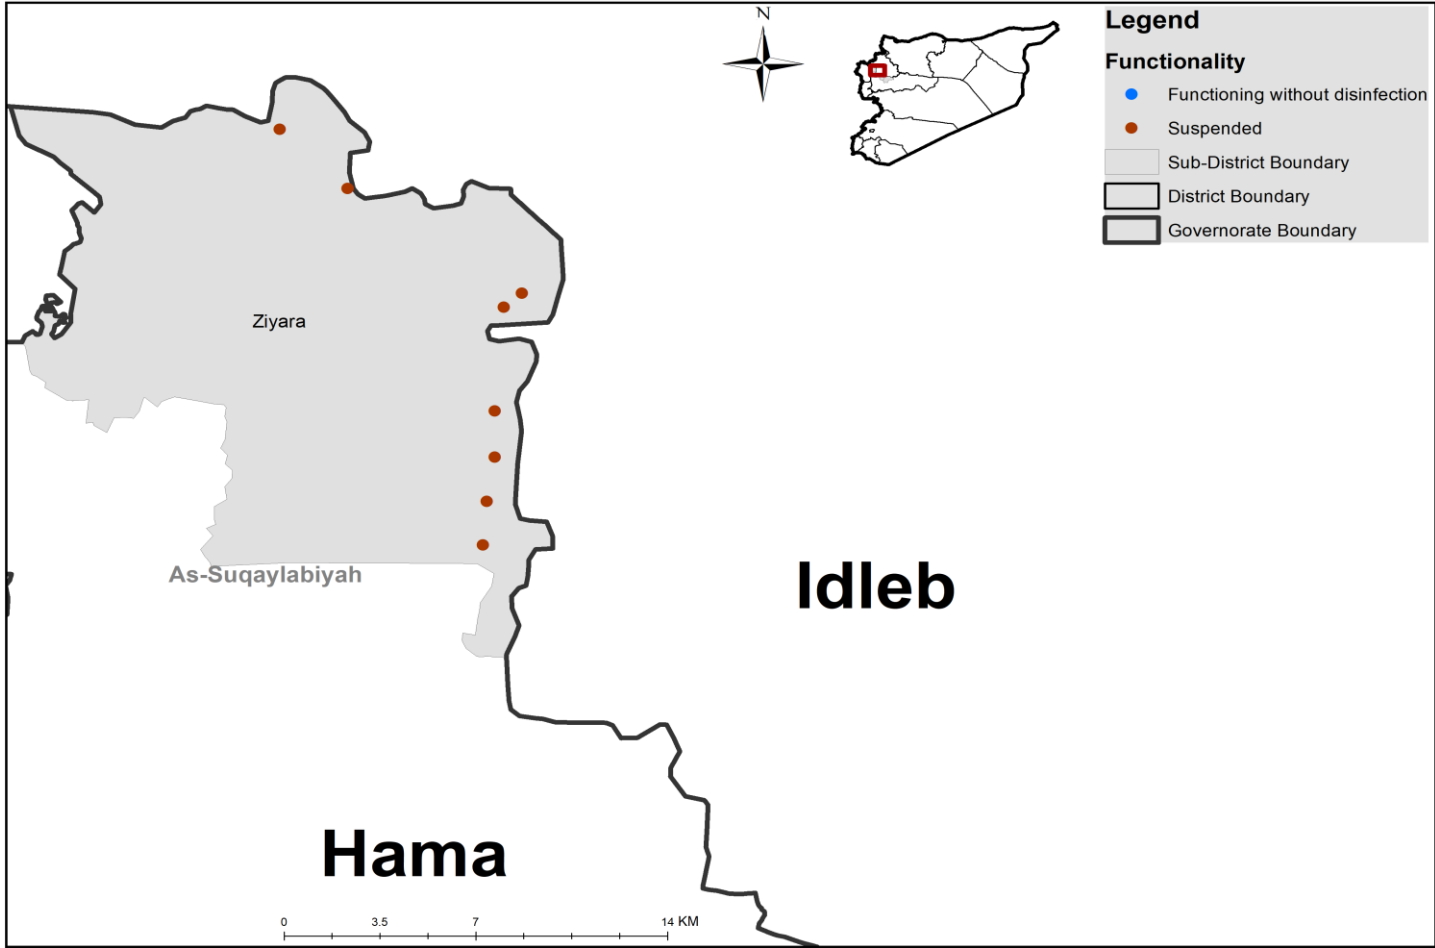 N
Legend
Functionality
Functioning without disinfection
Suspended
Sub-District Boundary
District Boundary
Governorate Boundary
Ziyara
As-Suqaylabiyah
Idleb
Hama
0 3.5 7 14 KM